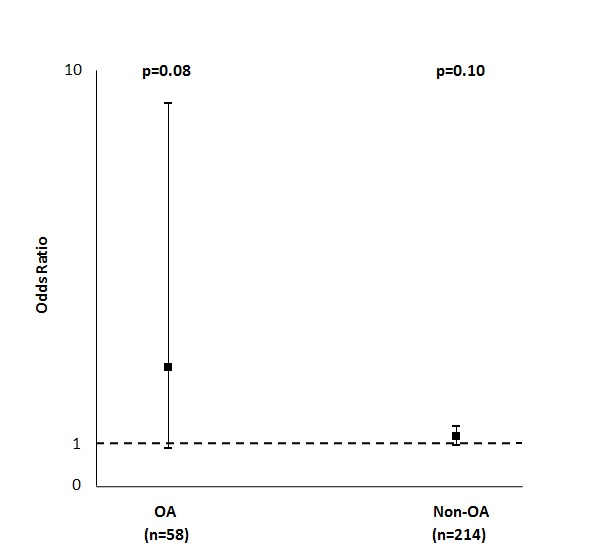 10
p=0.08
p=0.10
Odds Ratio
1
0
OA
(n=58)
Non-OA
(n=214)